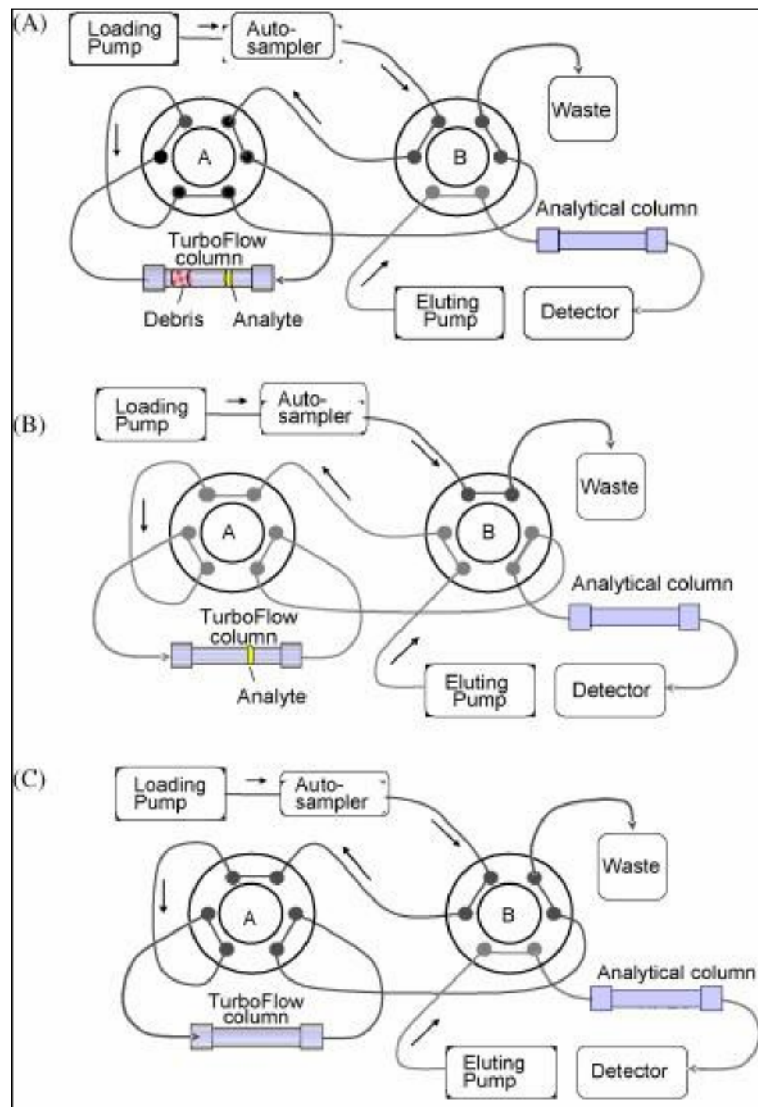 (A)
Loading
Pump
Auto-
sampler
Waste
A
B
Analytical column
TurboFlow
column
Debris
Analyte
Eluting
Pump
Detector
(B)
Loading
Pump
Auto-
sampler
Waste
A
B
Analytical column
TurboFlow
column
Analyte
Eluting
Pump
Detector
(C)
Loading
Pump
Auto-
sampler
Waste
A
B
Analytical column
TurboFlow
column
Eluting
Pump
Detector